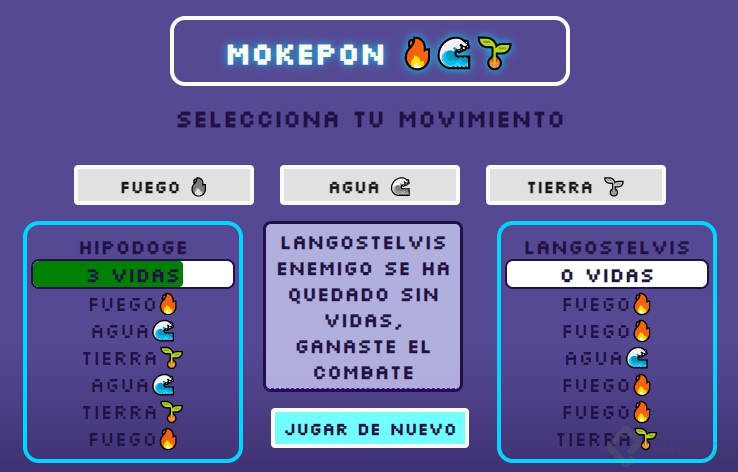 MOKEPON 🔥🌊🌱
SELECCIONA TU MOVIMIENTO
FUEGO 🔥
AGUA 🌊
TIERRA 🌱
HIPODOGE
3 VIDAS
FUEGO🔥
AGUA🌊
TIERRA🌱
AGUA🌊
TIERRA🌱
FUEGO🔥
LANGOSTELVIS
ENEMIGO SE HA
QUEDADO SIN
VIDAS,
GANASTE EL
COMBATE
JUGAR DE NUEVO
LANGOSTELVIS
0 VIDAS
FUEGO🔥
FUEGO🔥
AGUA🌊
FUEGO🔥
FUEGO🔥
TIERRA🌱